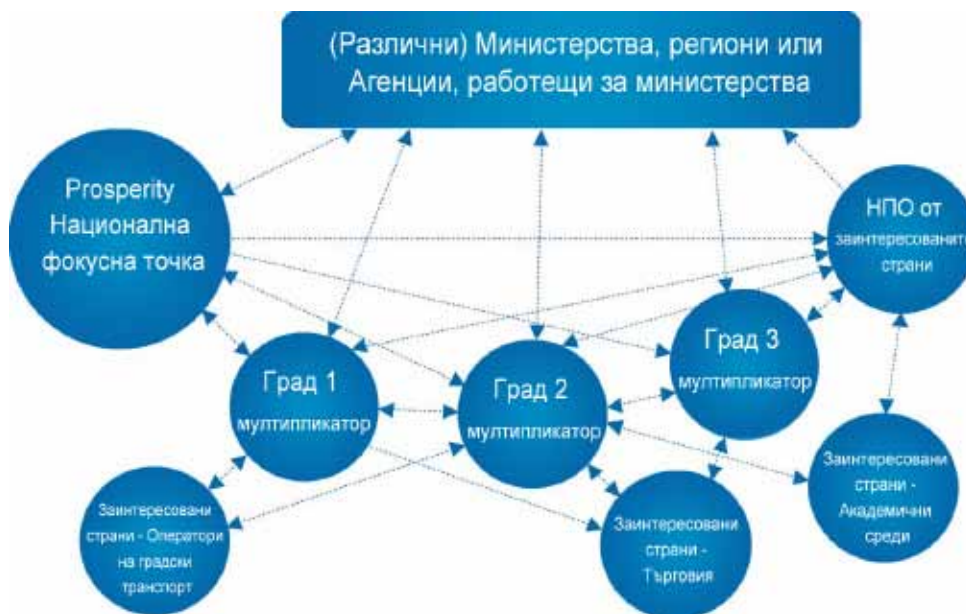 (Различни) Министерства, региони или
Агенции, работещи за министерства
Prosperity
Национална
фокусна точка
НПО от
заинтересованите
страни
Град 1
мултипликатор
Град 2
мултипликатор
Град 3
мултипликатор
Заинтересовани
страни - Оператори
на градски
транспорт
Заинтересовани
страни -
Търговия
Заинтересовани
страни -
Академични
среди